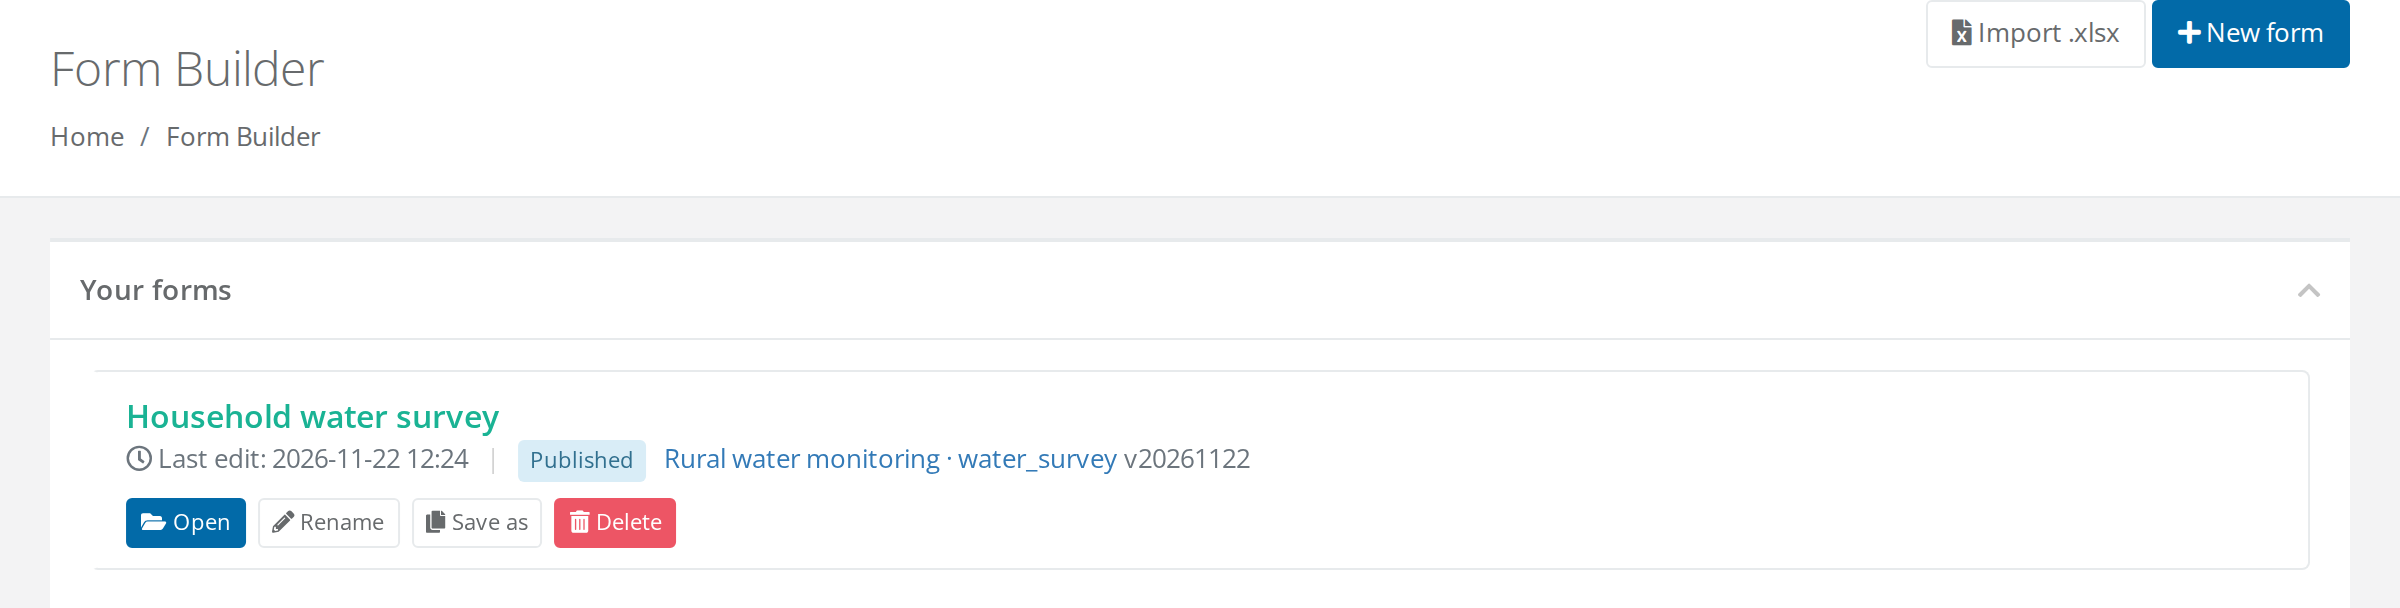 Import .xlsx
New form
Form Builder
Home / Form Builder
Your forms
Household water survey
Last edit: 2026-11-22 12:24 | Published Rural water monitoring · water_survey v20261122
Open Rename Save as Delete